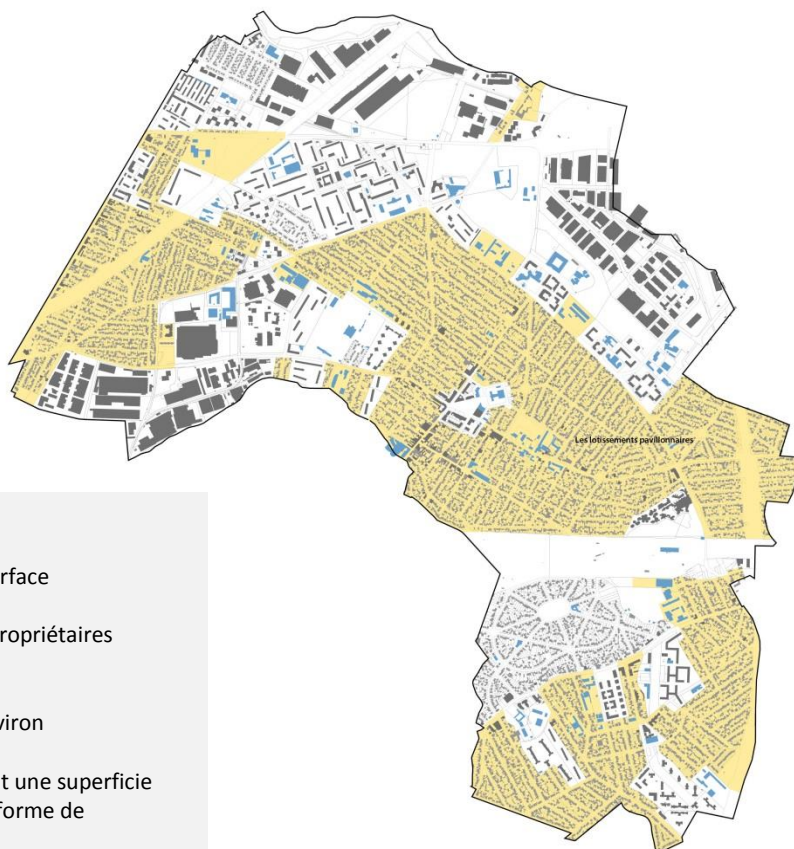 Les lotissements pavillonnaires
rface
ropriétaires
viron
t une superficie
forme de